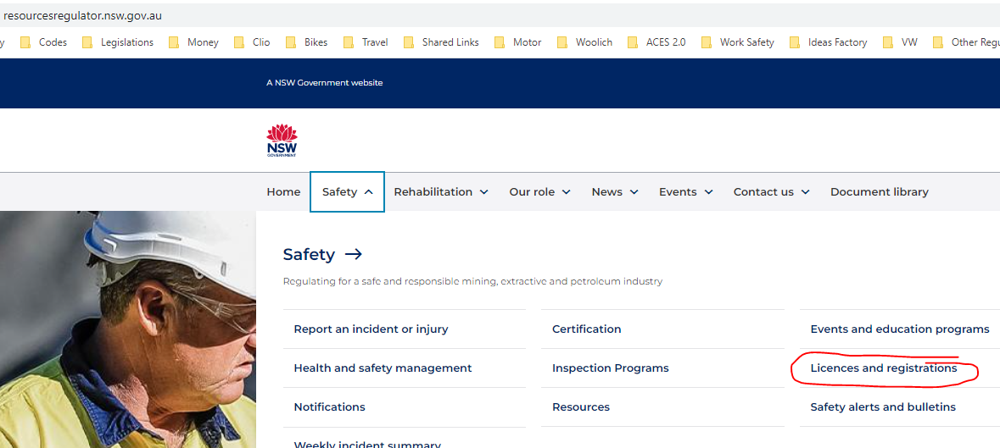 resourcesregulator.nsw.gov.au
y Codes Legislations Money Clio Bikes Travel Shared Links Motor Woolich ACES 2.0 Work Safety Ideas Factory VW Other Regu
A NSW Government website
NSW
GOVERNMENT
Home Safety Rehabilitation Our role News Events Contact us Document library
Safety
Regulating for a safe and responsible mining, extractive and petroleum industry
Report an incident or injury Certification Events and education programs
Health and safety management Inspection Programs Licences and registrations
Notifications Resources Safety alerts and bulletins
Weekly incident summary